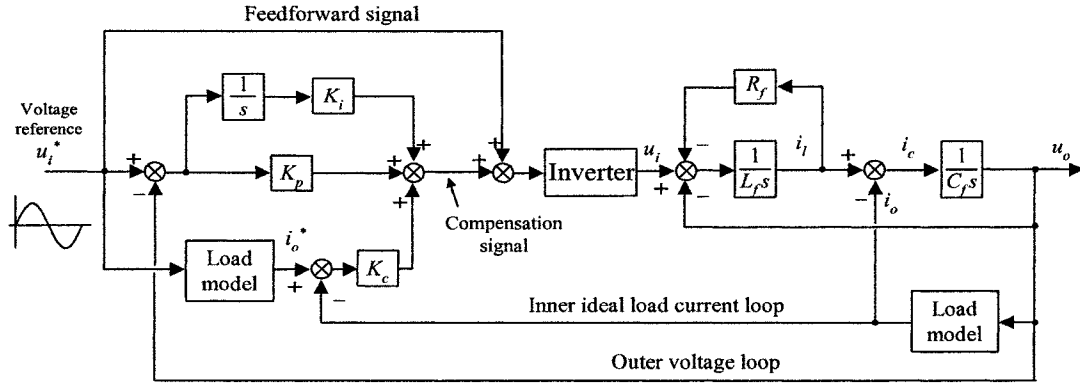 Feedforward signal
1/s
K_i
R_f
Voltage
reference
u_i*
+
−
K_p
+
+
+
+
+
Compensation
signal
Inverter
u_i
+
−
−
1/(L_f s)
i_l
+
−
i_o
i_c
1/(C_f s)
u_o
Load
model
i_o*
+
−
K_c
Inner ideal load current loop
Load
model
Outer voltage loop